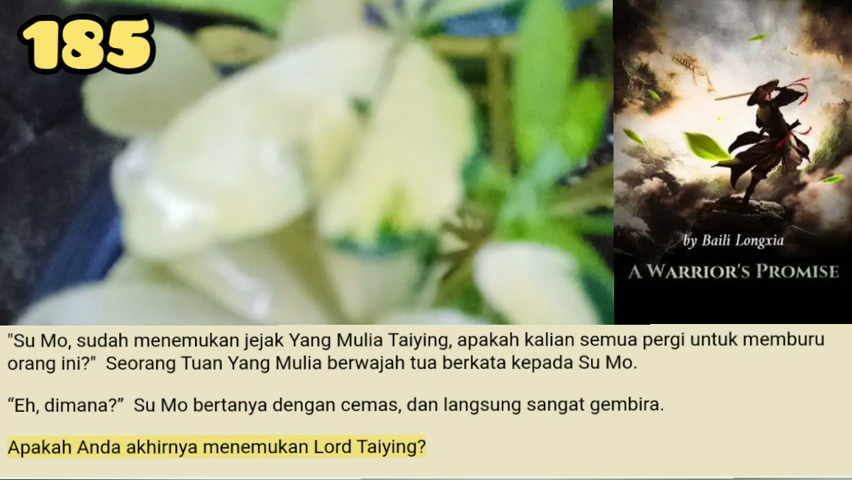 185
by Baili Longxia
A Warrior's Promise
"Su Mo, sudah menemukan jejak Yang Mulia Taiying, apakah kalian semua pergi untuk memburu
orang ini?" Seorang Tuan Yang Mulia berwajah tua berkata kepada Su Mo.
“Eh, dimana?” Su Mo bertanya dengan cemas, dan langsung sangat gembira.
Apakah Anda akhirnya menemukan Lord Taiying?